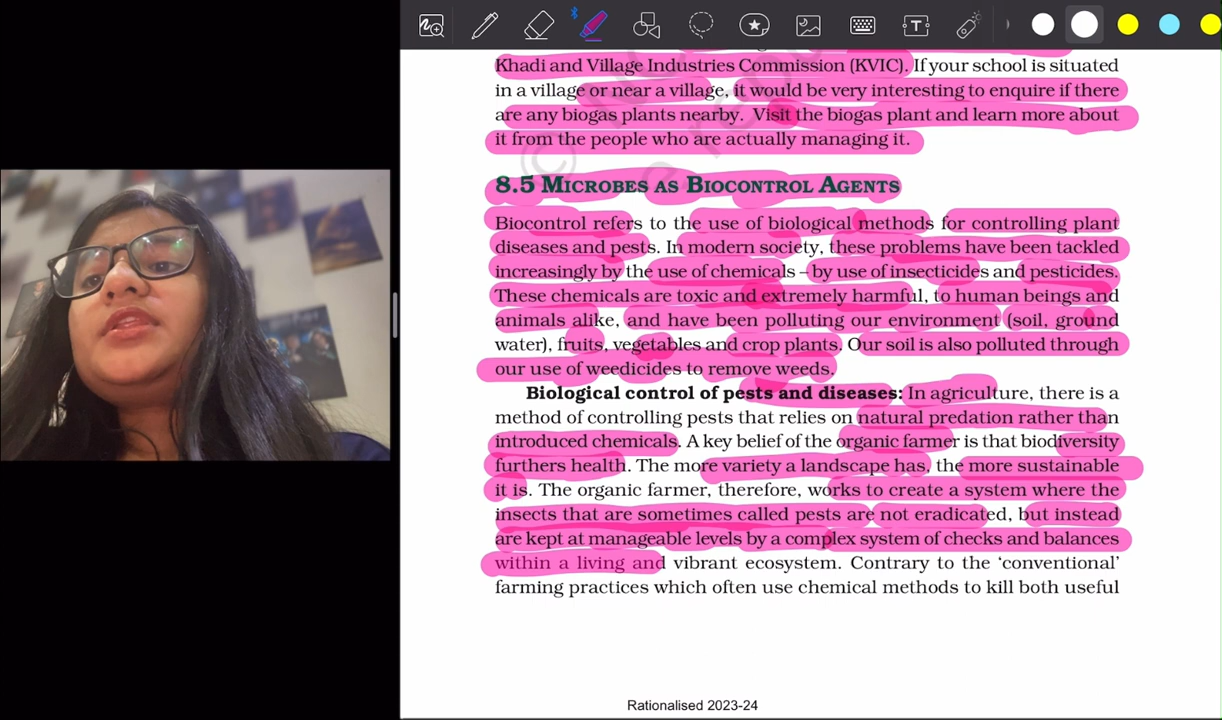 Khadi and Village Industries Commission (KVIC). If your school is situated
in a village or near a village, it would be very interesting to enquire if there
are any biogas plants nearby. Visit the biogas plant and learn more about
it from the people who are actually managing it.
8.5 MICROBES AS BIOCONTROL AGENTS
Biocontrol refers to the use of biological methods for controlling plant
diseases and pests. In modern society, these problems have been tackled
increasingly by the use of chemicals – by use of insecticides and pesticides.
These chemicals are toxic and extremely harmful, to human beings and
animals alike, and have been polluting our environment (soil, ground
water), fruits, vegetables and crop plants. Our soil is also polluted through
our use of weedicides to remove weeds.
Biological control of pests and diseases: In agriculture, there is a
method of controlling pests that relies on natural predation rather than
introduced chemicals. A key belief of the organic farmer is that biodiversity
furthers health. The more variety a landscape has, the more sustainable
it is. The organic farmer, therefore, works to create a system where the
insects that are sometimes called pests are not eradicated, but instead
are kept at manageable levels by a complex system of checks and balances
within a living and vibrant ecosystem. Contrary to the ‘conventional’
farming practices which often use chemical methods to kill both useful
Rationalised 2023-24